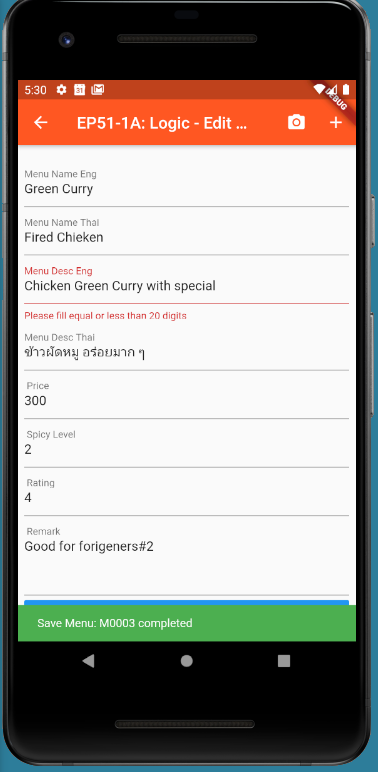 5:30 31
DEBUG
EP51-1A: Logic - Edit ...
Menu Name Eng
Green Curry
Menu Name Thai
Fired Chieken
Menu Desc Eng
Chicken Green Curry with special
Please fill equal or less than 20 digits.
Menu Desc Thai
ข้าวผัดหมู อร่อยมาก ๆ
Price
300
Spicy Level
2
Rating
4
Remark
Good for forigeners#2
Save Menu: M0003 completed